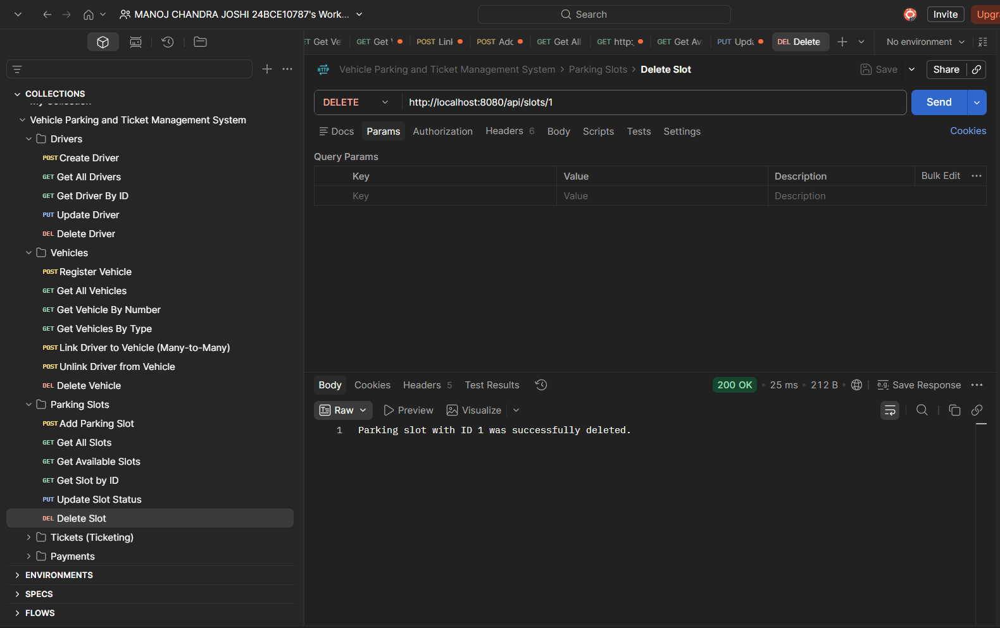 MANOJ CHANDRA JOSHI 24BCE10787's Work...
Search
Invite
Upgr
GET Get
POST
POST
GET Get All
GET http:/
GET Get
PUT
DEL Delete
No environment
Vehicle Parking and Ticket Management System > Parking Slots > Delete Slot
Save
Share
COLLECTIONS
My Collection
Vehicle Parking and Ticket Management System
Drivers
POST Create Driver
GET Get All Drivers
GET Get Driver By ID
PUT Update Driver
DEL Delete Driver
Vehicles
POST Register Vehicle
GET Get All Vehicles
GET Get Vehicle By Number
GET Get Vehicles By Type
POST Link Driver to Vehicle (Many-to-Many)
POST Unlink Driver from Vehicle
DEL Delete Vehicle
Parking Slots
POST Add Parking Slot
GET Get All Slots
GET Get Available Slots
GET Get Slot by ID
PUT Update Slot Status
DEL Delete Slot
Tickets (Ticketing)
Payments
ENVIRONMENTS
SPECS
FLOWS
HTTP
DELETE
http://localhost:8080/api/slots/1
Send
Docs
Params
Authorization
Headers 6
Body
Scripts
Tests
Settings
Cookies
Query Params
Key Value Description Bulk Edit
Key Value Description
Body
Cookies
Headers 5
Test Results
200 OK
25 ms
212 B
e.g. Save Response
Raw
Preview
Visualize
1 Parking slot with ID 1 was successfully deleted.